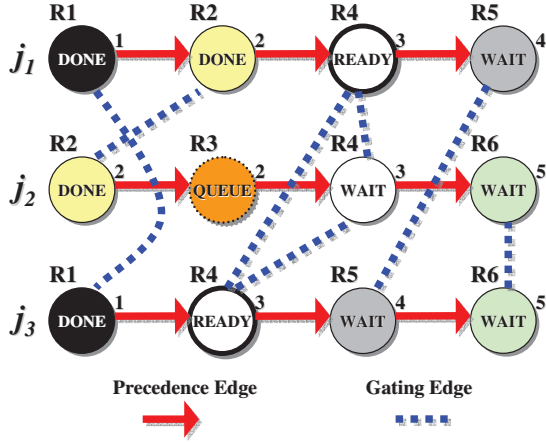 R1 R2 R4 R5
j1 DONE 1 DONE 2 READY 3 WAIT 4
R2 R3 R4 R6
j2 DONE 2 QUEUE 2 WAIT 3 WAIT 5
R1 R4 R5 R6
j3 DONE 1 READY 3 WAIT 4 WAIT 5
Precedence Edge Gating Edge